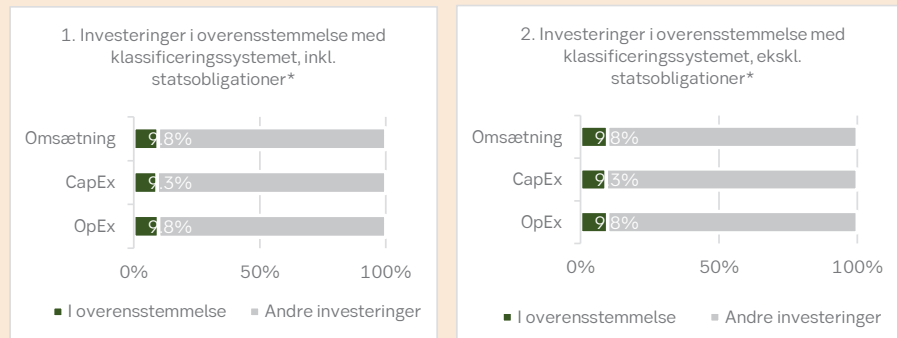 1. Investeringer i overensstemmelse med
klassificeringssystemet, inkl.
statsobligationer*
Omsætning 9.8%
CapEx 9.3%
OpEx 9.8%
0% 50% 100%
I overensstemmelse Andre investeringer
2. Investeringer i overensstemmelse med
klassificeringssystemet, ekskl.
statsobligationer*
Omsætning 9.8%
CapEx 9.3%
OpEx 9.8%
0% 50% 100%
I overensstemmelse Andre investeringer